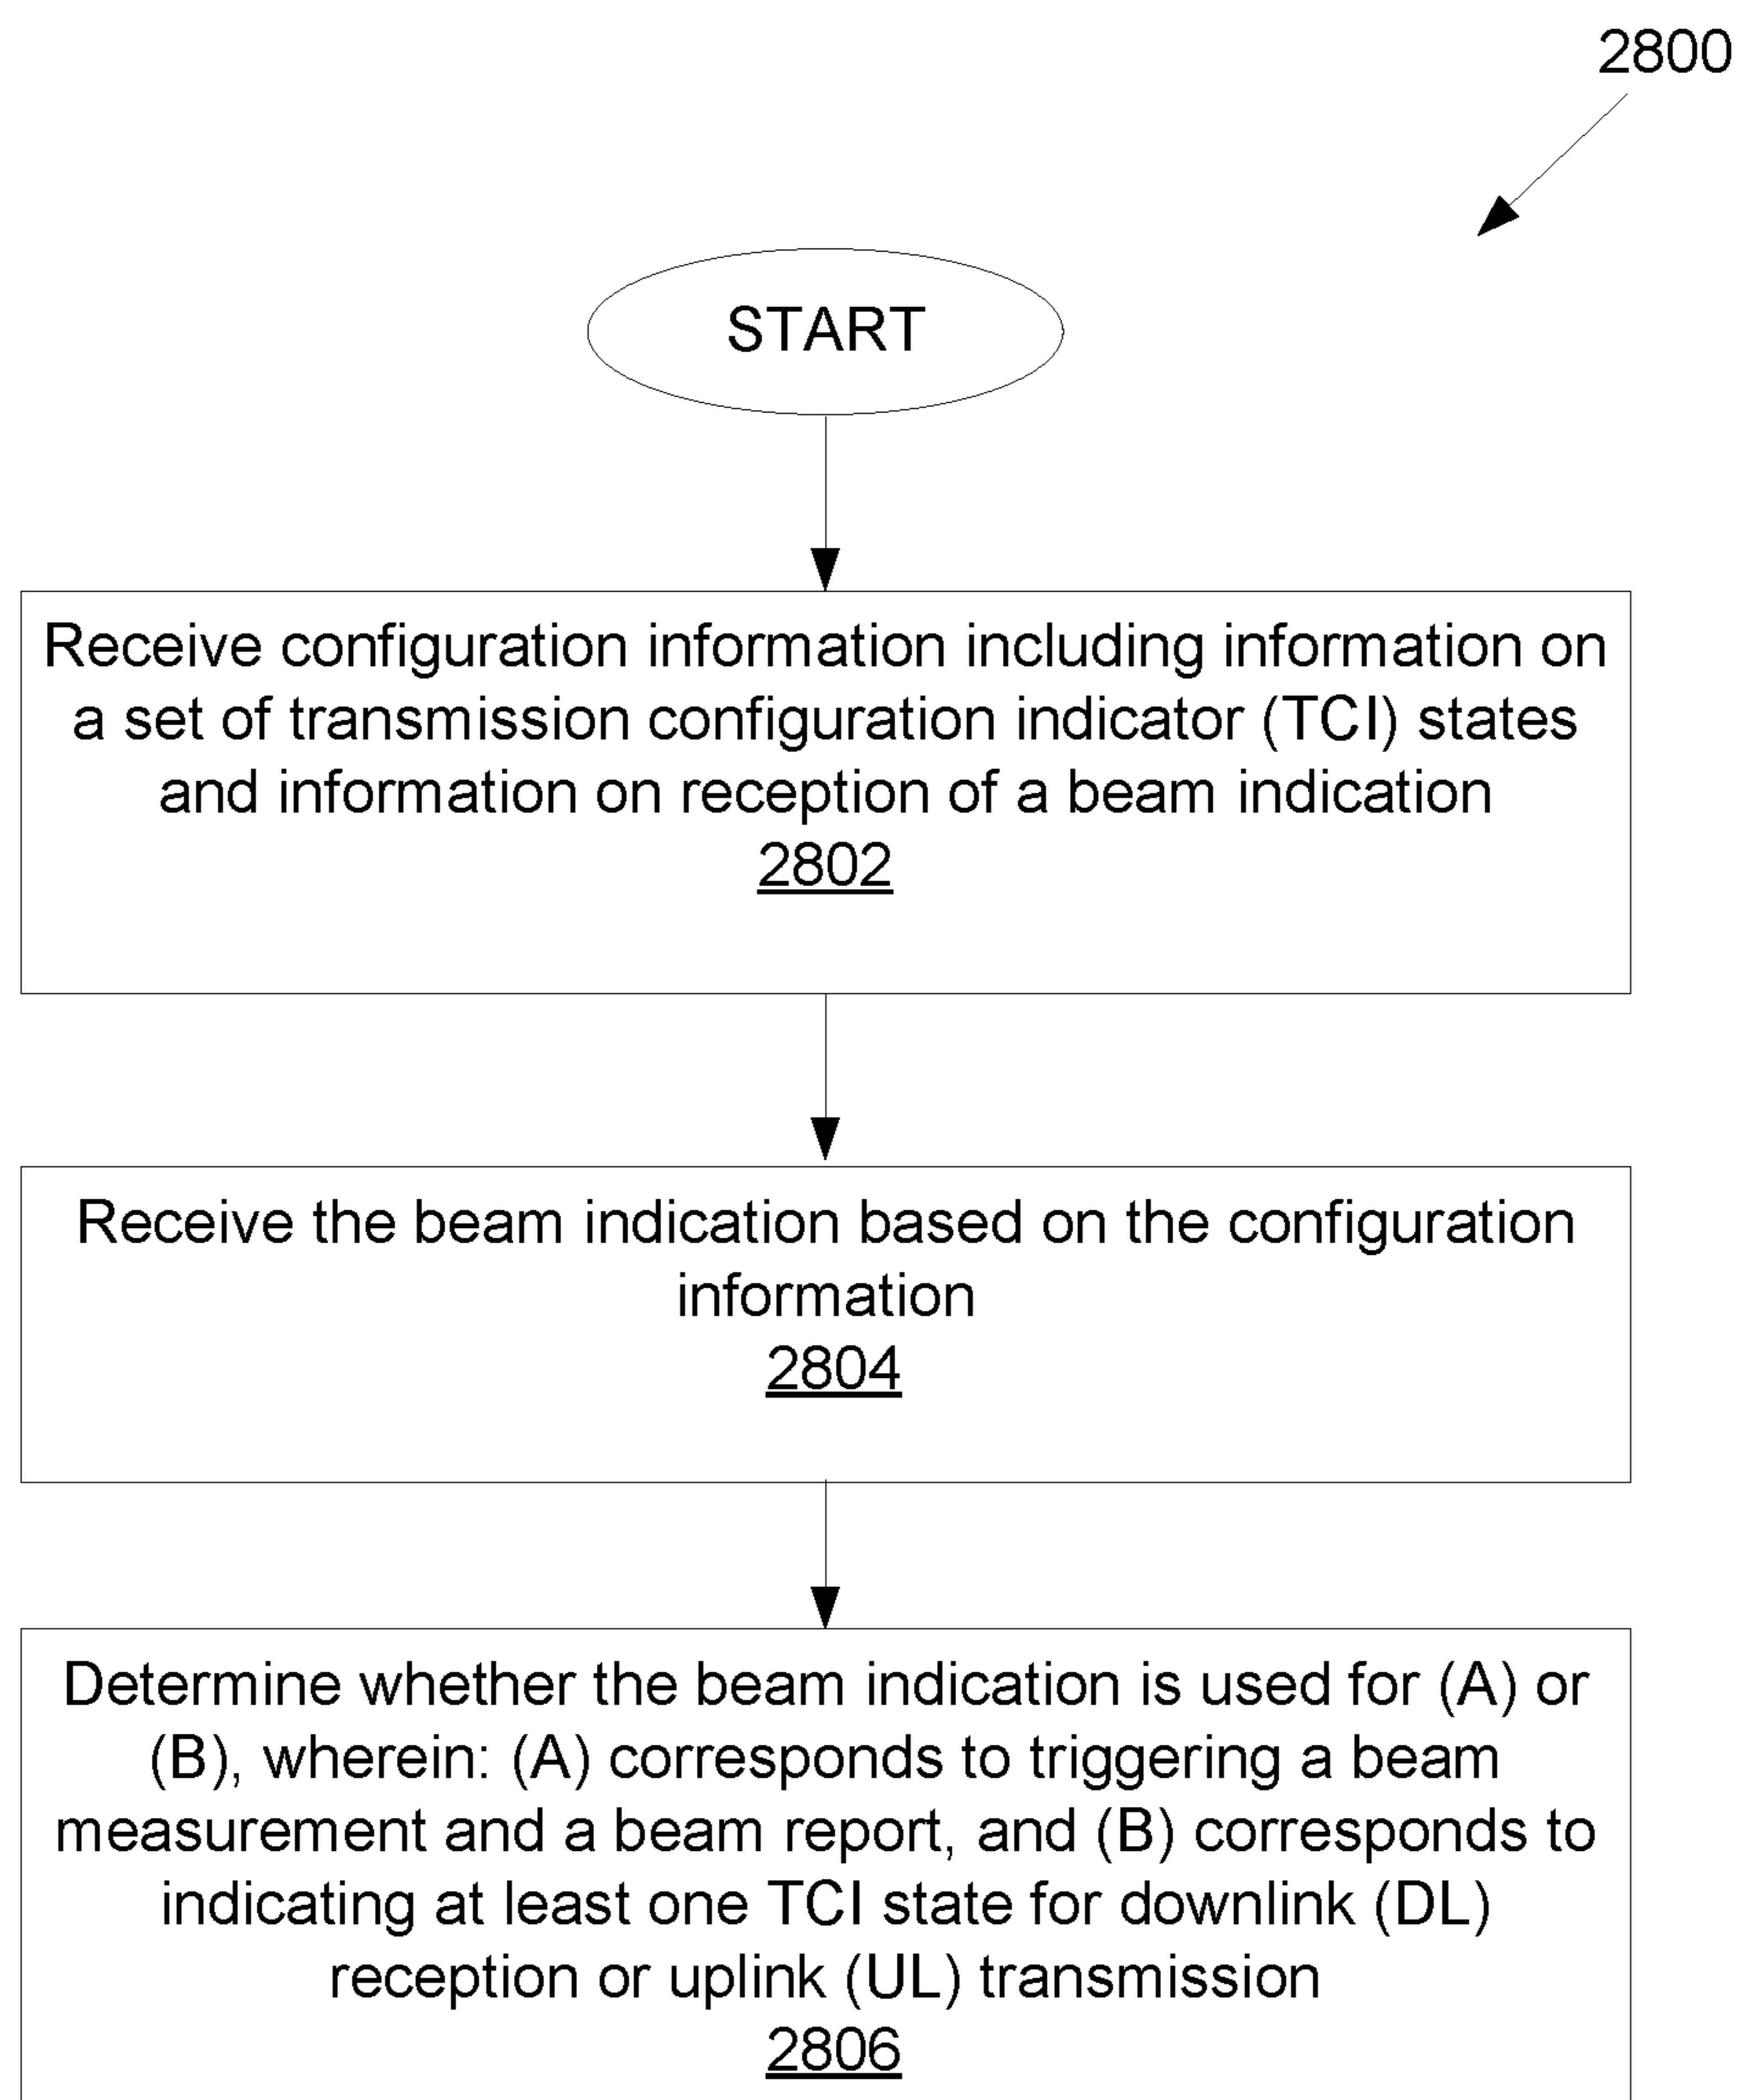 2800
START
Receive configuration information including information on
a set of transmission configuration indicator (TCI) states
and information on reception of a beam indication
2802
Receive the beam indication based on the configuration
information
2804
Determine whether the beam indication is used for (A) or
(B), wherein: (A) corresponds to triggering a beam
measurement and a beam report, and (B) corresponds to
indicating at least one TCI state for downlink (DL)
reception or uplink (UL) transmission
2806